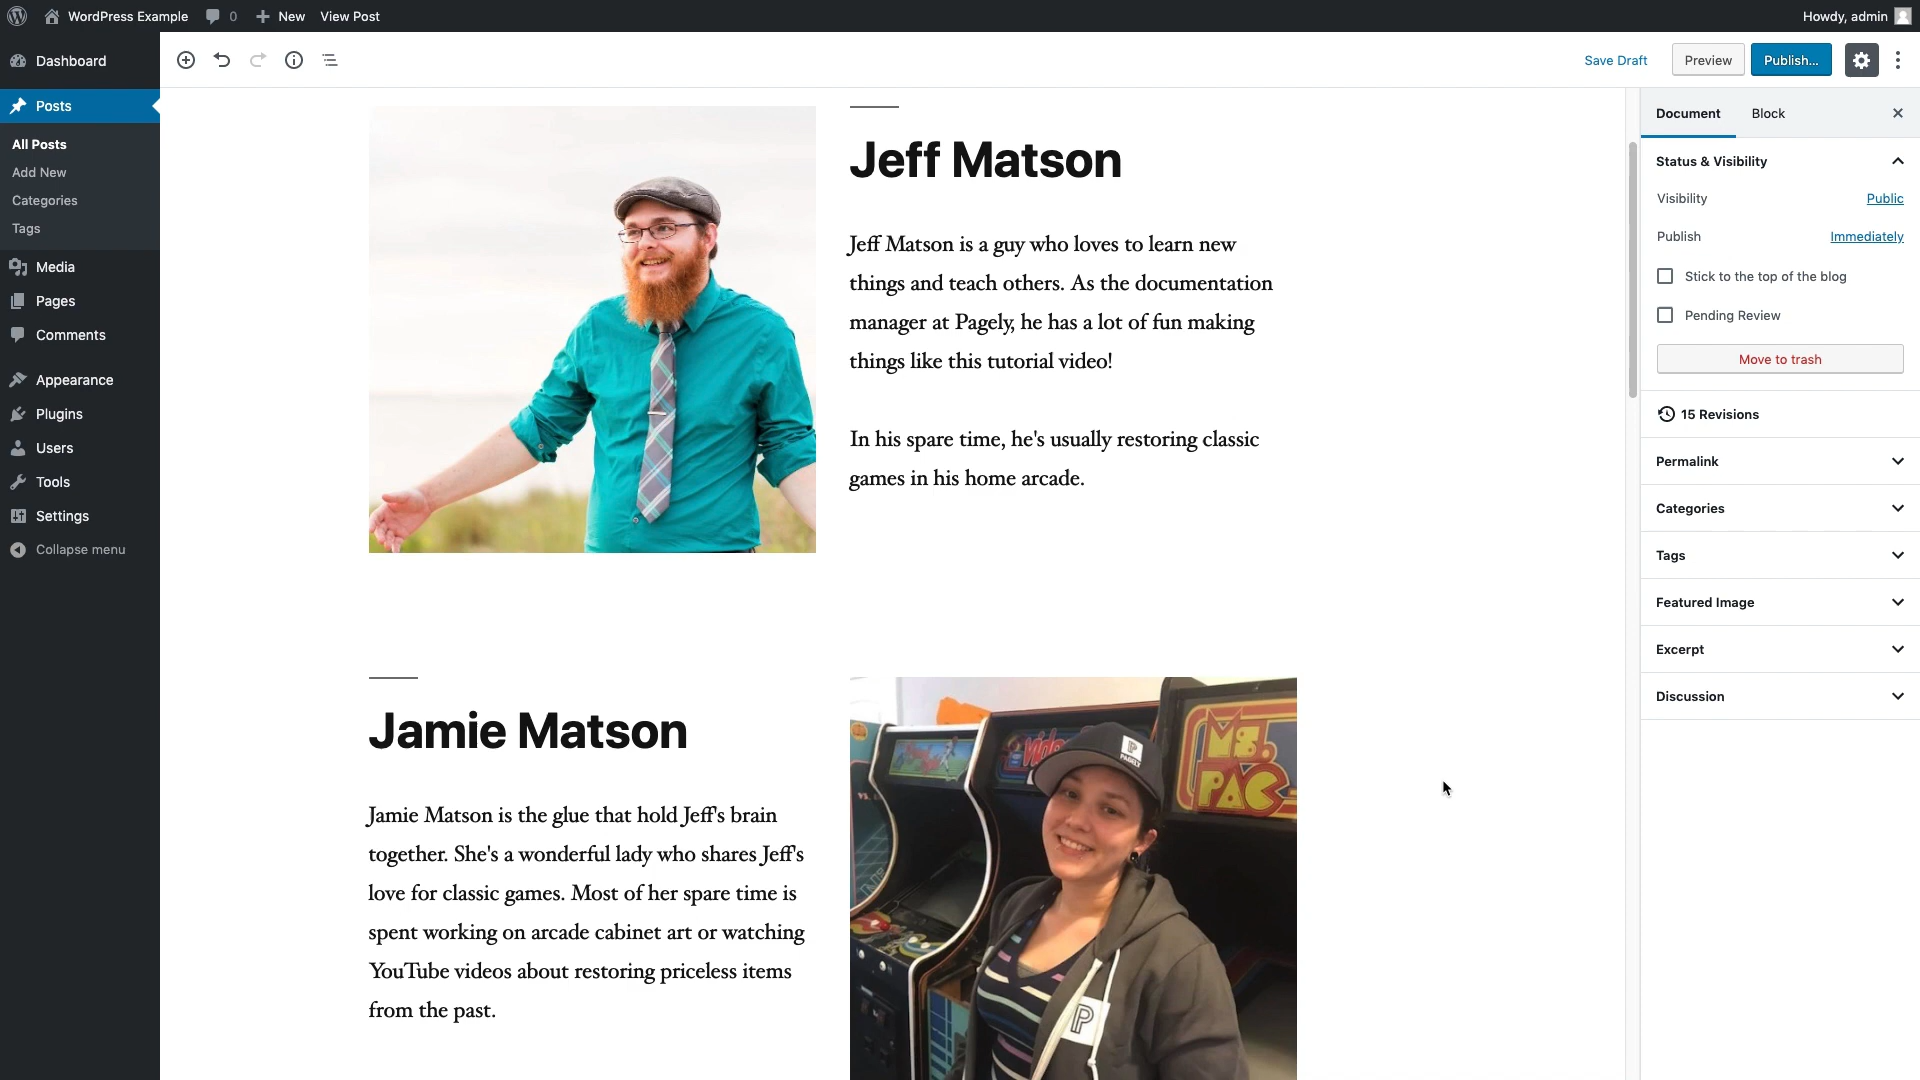 WordPress Example
0
New
View Post
Howdy, admin
Dashboard
Posts
All Posts
Add New
Categories
Tags
Media
Pages
Comments
Appearance
Plugins
Users
Tools
Settings
Collapse menu
Save Draft
Preview
Publish...
Jeff Matson
Jeff Matson is a guy who loves to learn new
things and teach others. As the documentation
manager at Pagely, he has a lot of fun making
things like this tutorial video!
In his spare time, he's usually restoring classic
games in his home arcade.
Jamie Matson
Jamie Matson is the glue that hold Jeff's brain
together. She's a wonderful lady who shares Jeff's
love for classic games. Most of her spare time is
spent working on arcade cabinet art or watching
YouTube videos about restoring priceless items
from the past.
P
PAGELY
MS.
PAC
P
Document
Block
Status & Visibility
Visibility
Public
Publish
Immediately
Stick to the top of the blog
Pending Review
Move to trash
15 Revisions
Permalink
Categories
Tags
Featured Image
Excerpt
Discussion